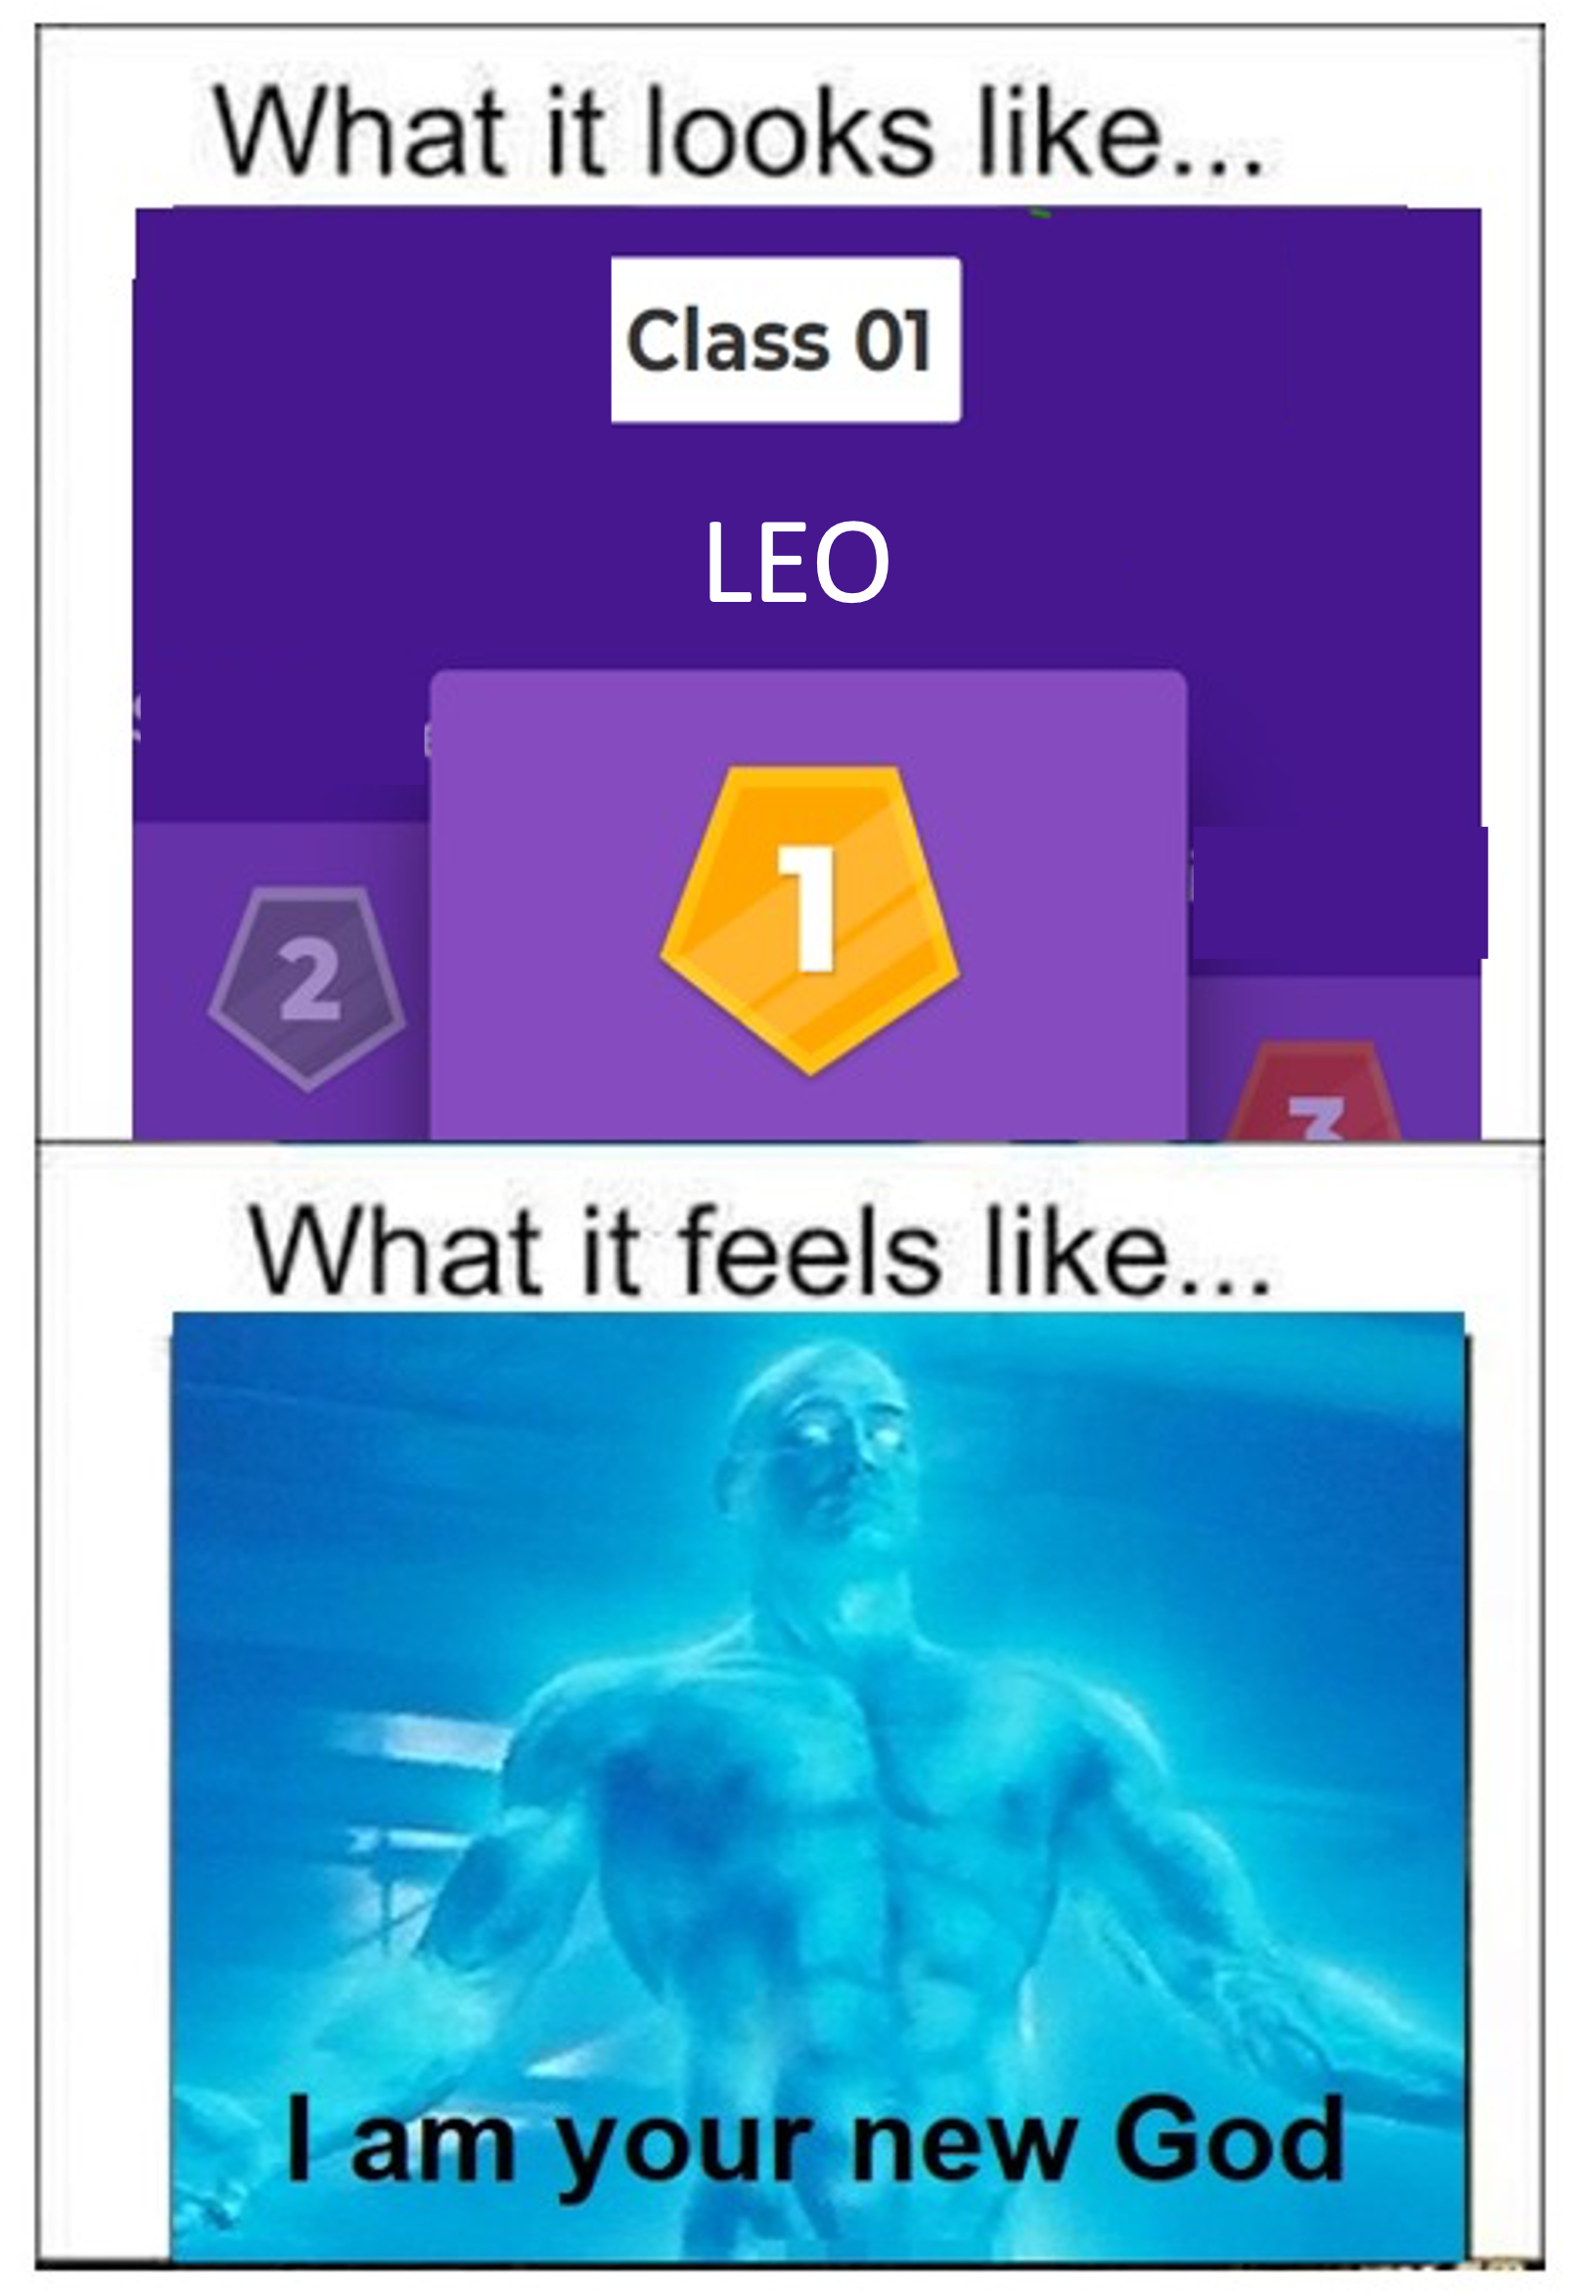 What it looks like...
Class 01
LEO
1
2
3
What it feels like...
I am your new God